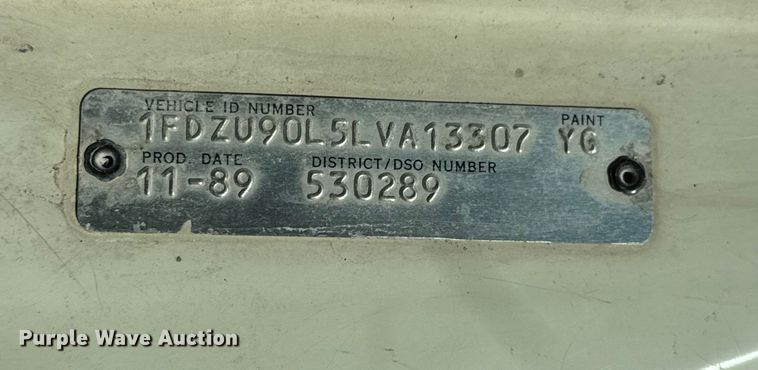 VEHICLE ID NUMBER PAINT
1FDZU90L5LVA13307 YG
PROD. DATE DISTRICT/DSO NUMBER
11-89 530289
Purple Wave Auction